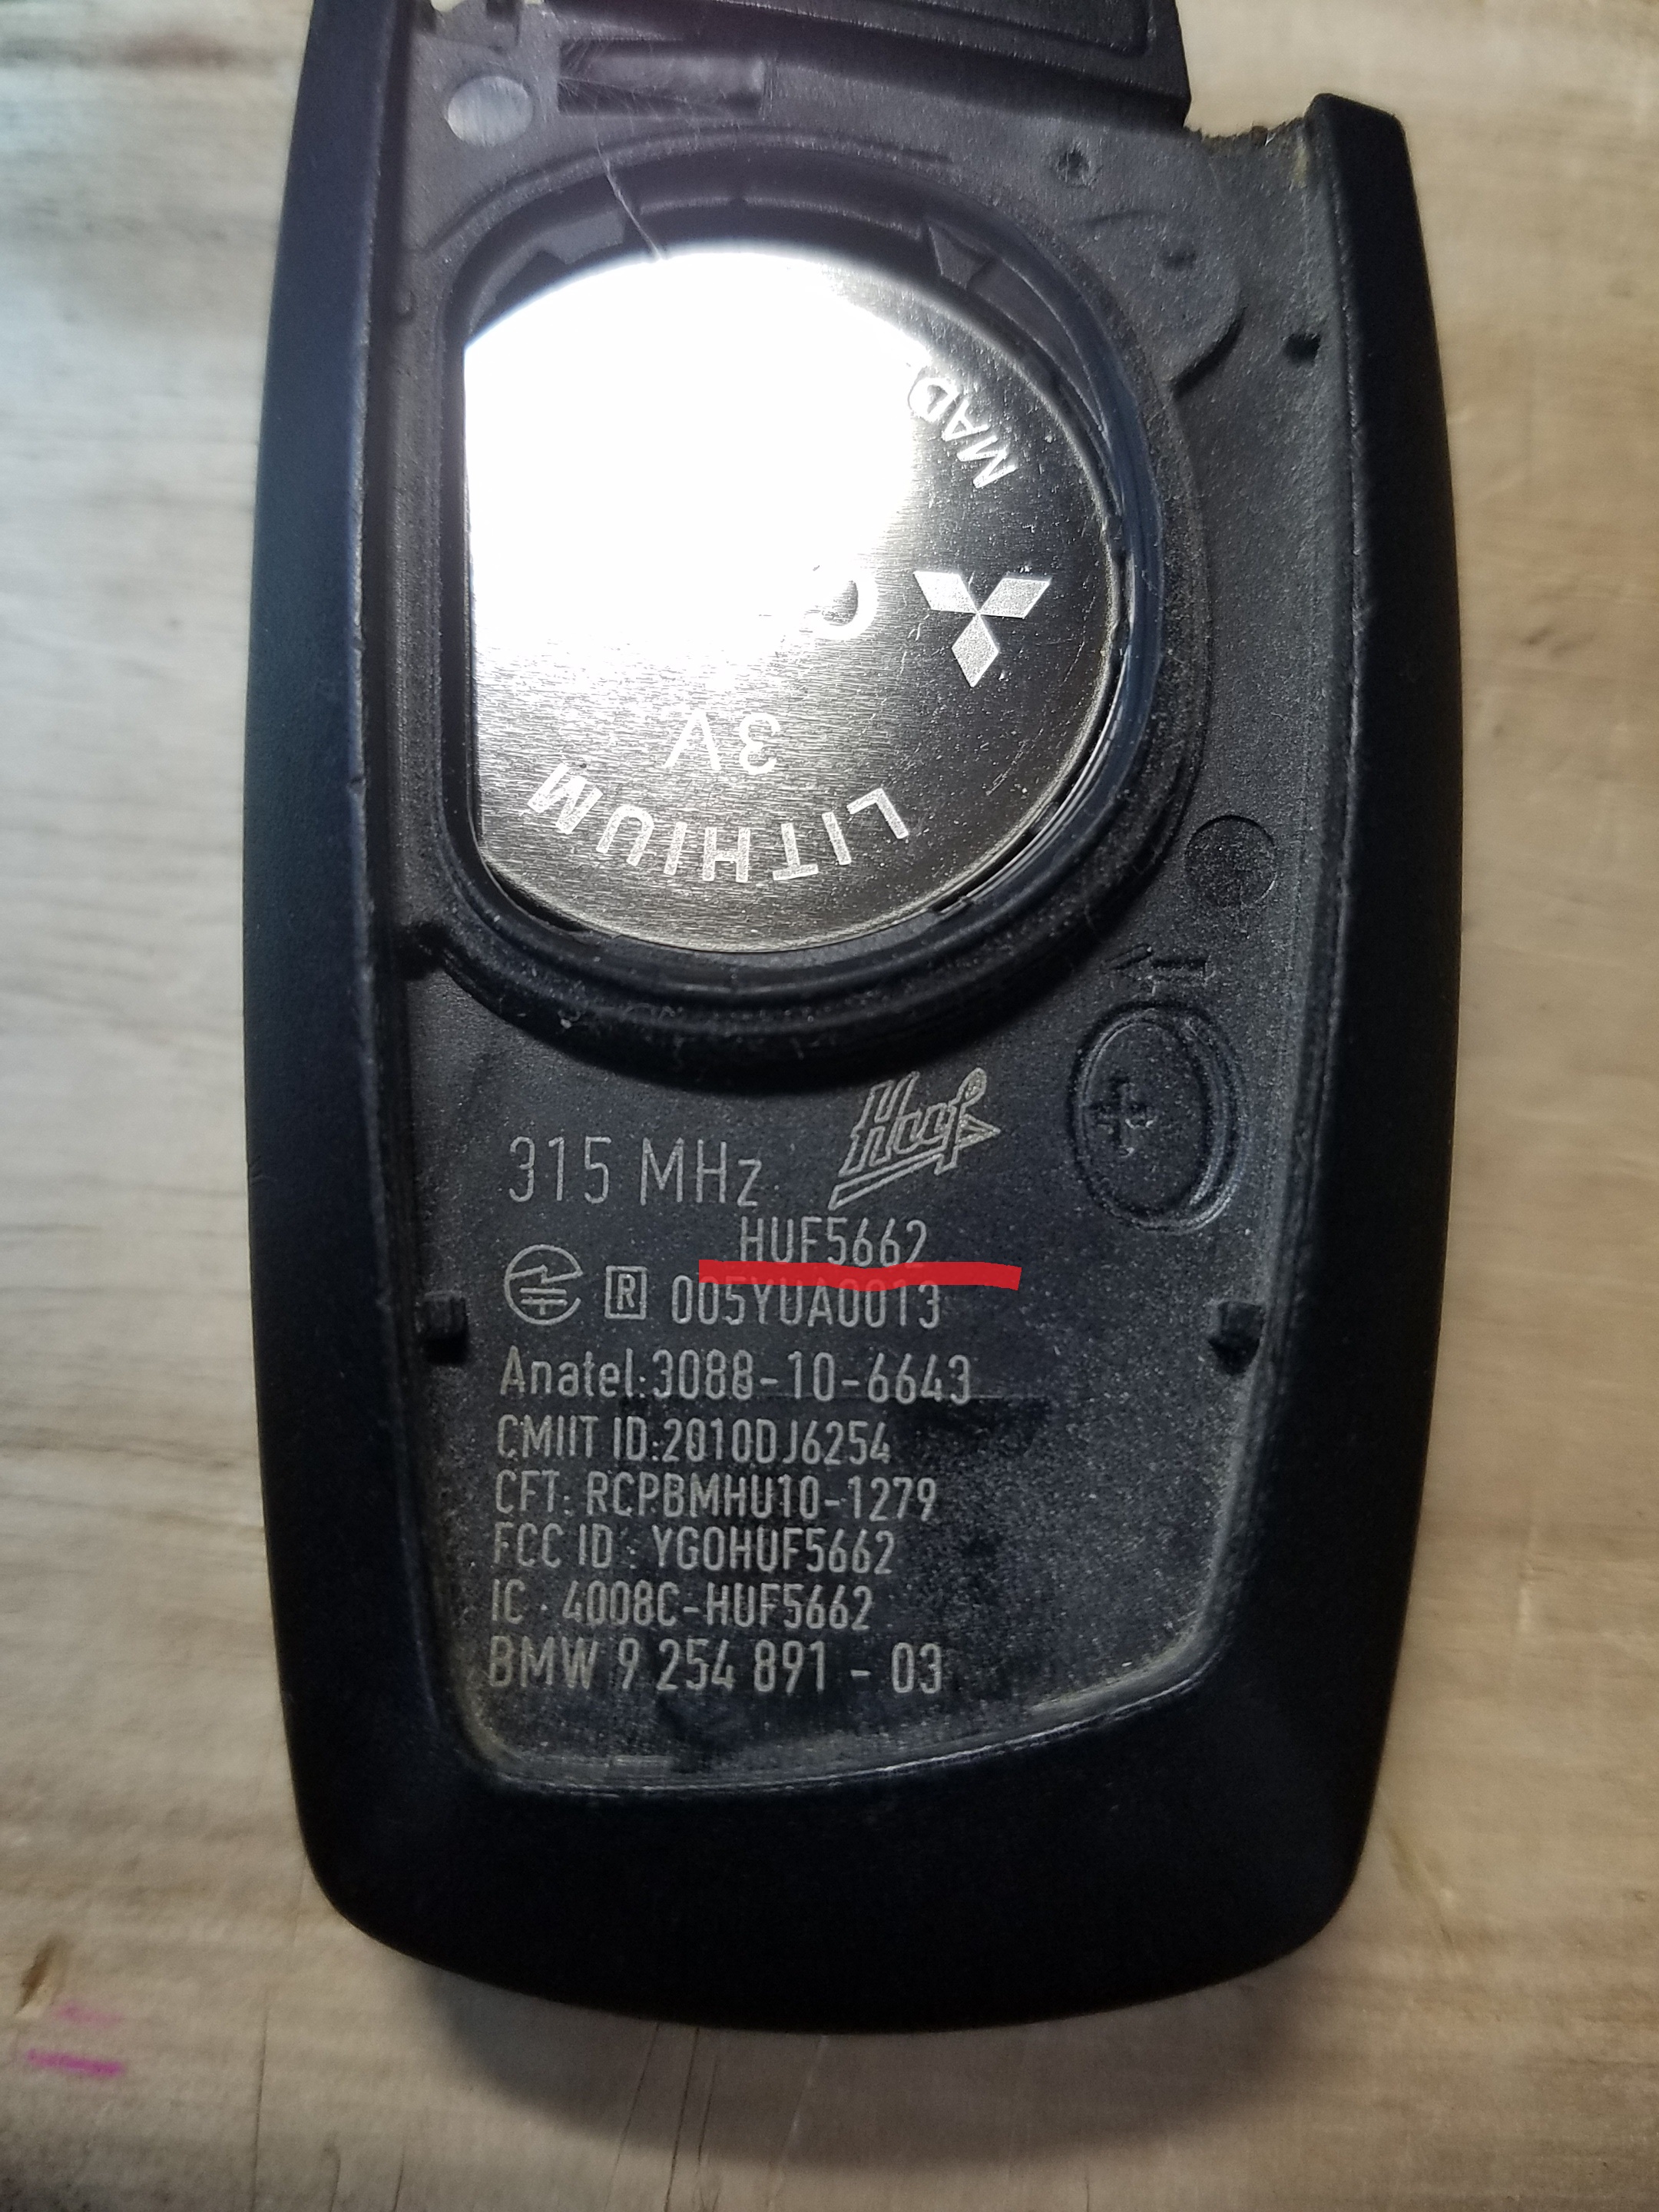 MAD
3V
LITHIUM
Huf
315 MHz
HUF5662
R 005YUA0013
Anatel:3088-10-6643
CMIIT ID:2010DJ6254
CFT: RCPBMHU10-1279
FCC ID : YGOHUF5662
IC : 4008C-HUF5662
BMW 9 254 891 - 03